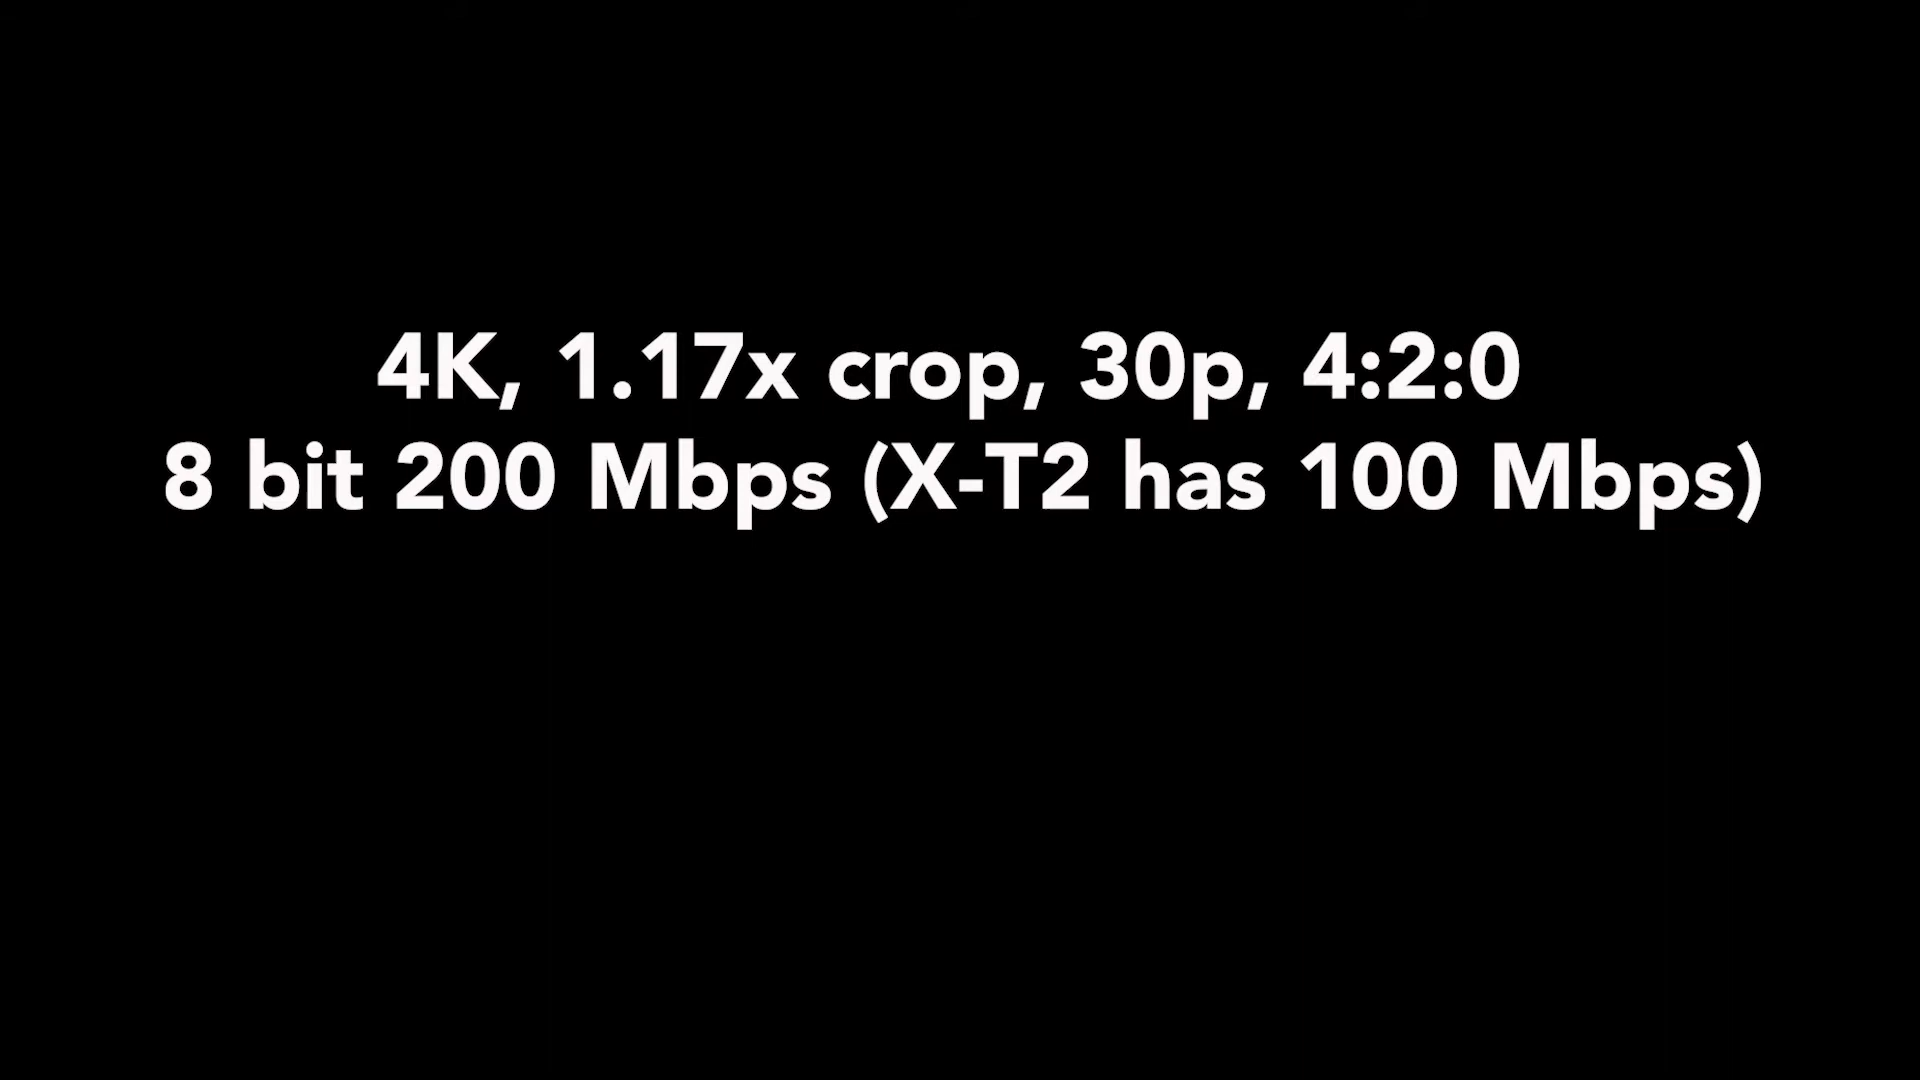 4K, 1.17x crop, 30p, 4:2:0
8 bit 200 Mbps (X-T2 has 100 Mbps)